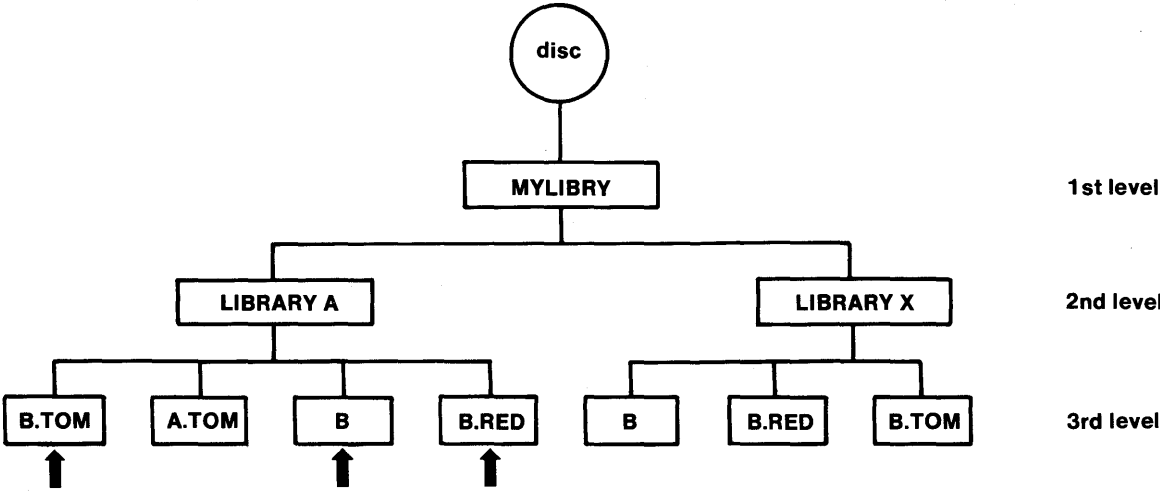 disc
MYLIBRY
1st level
LIBRARY A
LIBRARY X
2nd level
B.TOM
A.TOM
B
B.RED
B
B.RED
B.TOM
3rd level